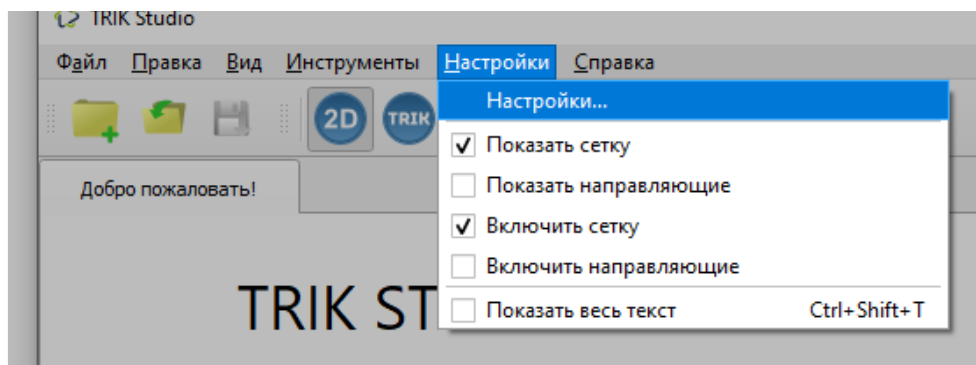 TRIK Studio
Файл Правка Вид Инструменты Настройки Справка
2D TRIK
Настройки...
Показать сетку
Показать направляющие
Включить сетку
Включить направляющие
Показать весь текст Ctrl+Shift+T
Добро пожаловать!
TRIK ST